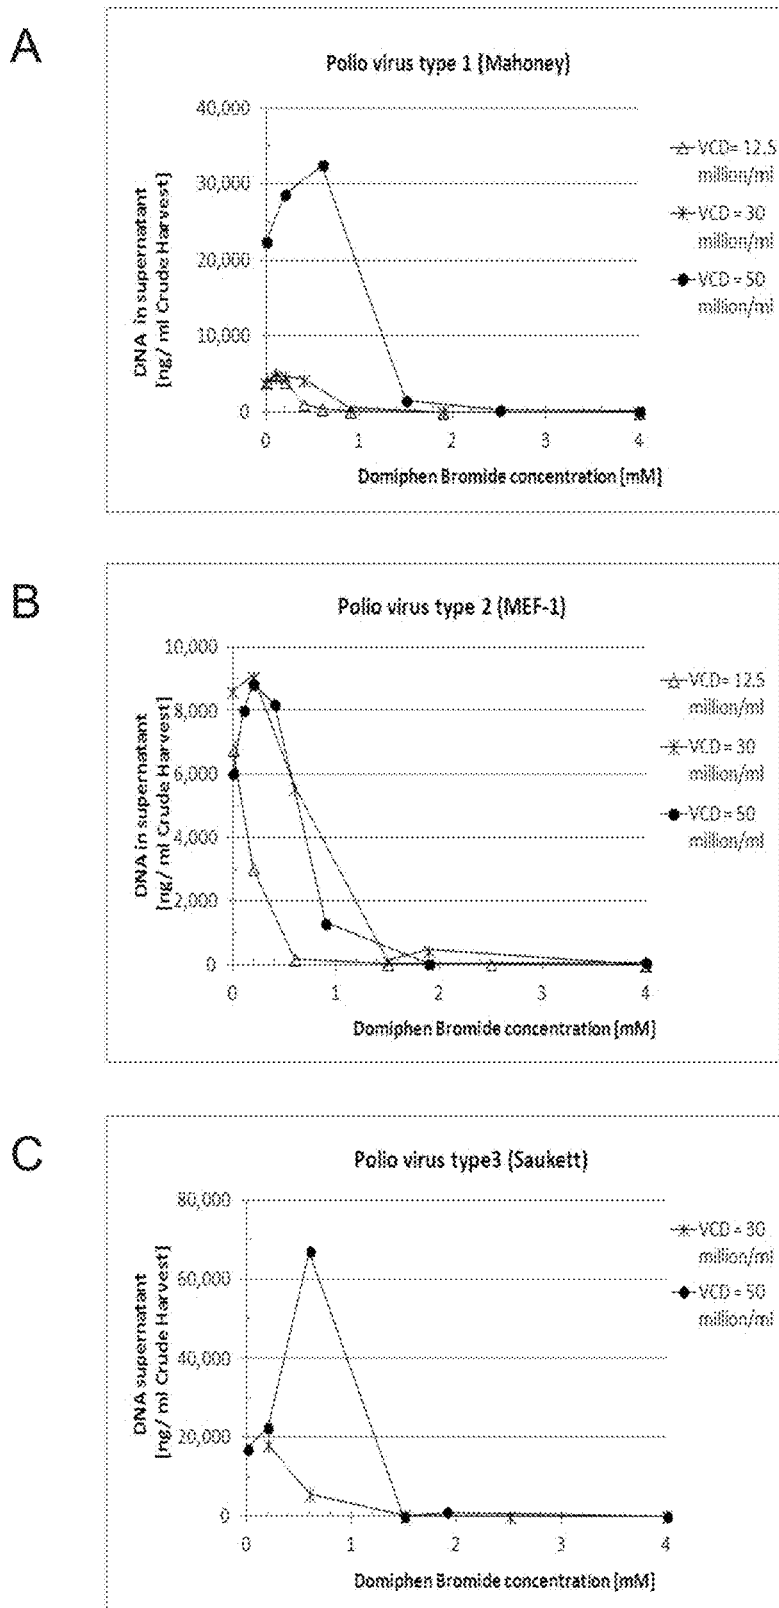 A
Polio virus type 1 (Mahoney)
40,000
30,000
20,000
10,000
0
DNA in supernatant
[ng/ ml Crude Harvest]
0 1 2 3 4
Domiphen Bromide concentration [mM]
VCD= 12.5
million/ml
VCD = 30
million/ml
VCD = 50
million/ml
B
Polio virus type 2 (MEF-1)
10,000
8,000
6,000
4,000
2,000
0
DNA in supernatant
[ng/ ml Crude Harvest]
0 1 2 3 4
Domiphen Bromide concentration [mM]
VCD= 12.5
million/ml
VCD = 30
million/ml
VCD = 50
million/ml
C
Polio virus type3 (Saukett)
80,000
60,000
40,000
20,000
0
DNA supernatant
[ng/ ml Crude Harvest]
0 1 2 3 4
Domiphen Bromide concentration [mM]
VCD = 30
million/ml
VCD = 50
million/ml